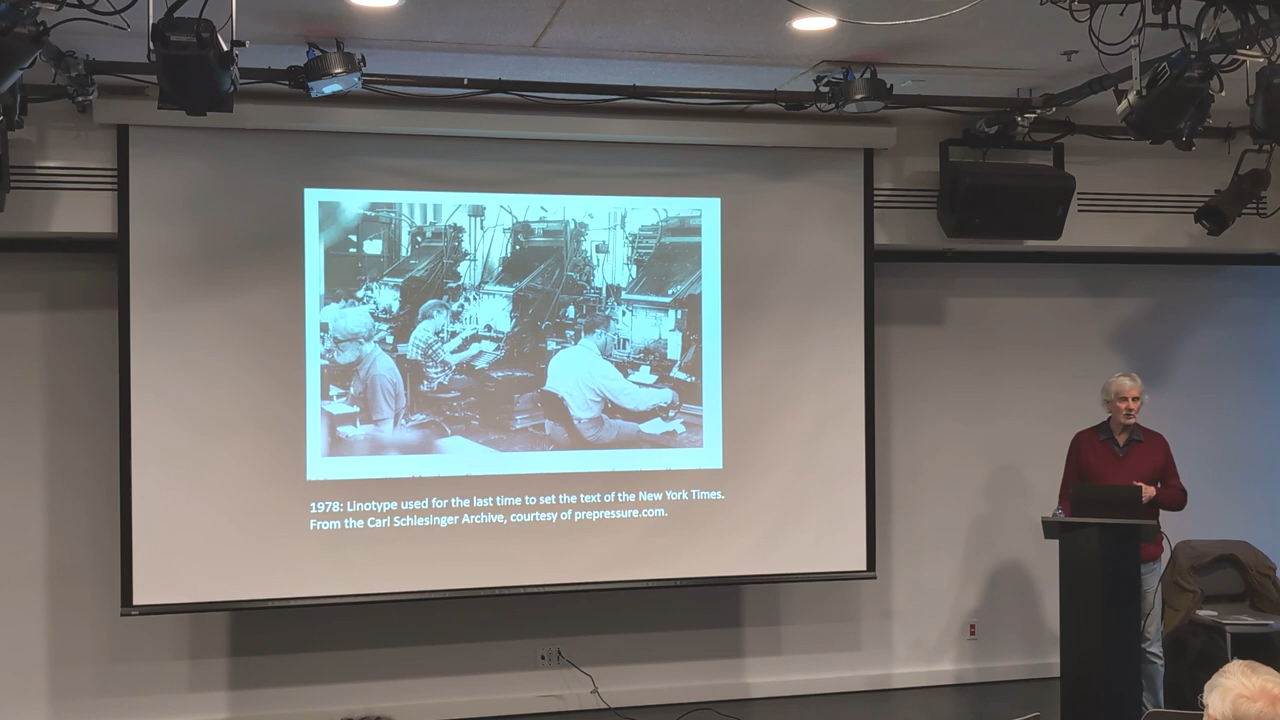 1978: Linotype used for the last time to set the text of the New York Times.
From the Carl Schlesinger Archive, courtesy of prepressure.com.